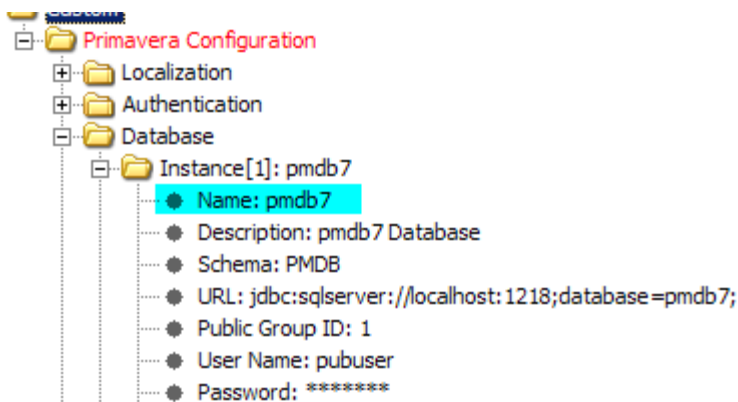 Custom
Primavera Configuration
Localization
Authentication
Database
Instance[1]: pmdb7
Name: pmdb7
Description: pmdb7 Database
Schema: PMDB
URL: jdbc:sqlserver://localhost:1218;database=pmdb7;
Public Group ID: 1
User Name: pubuser
Password: *******